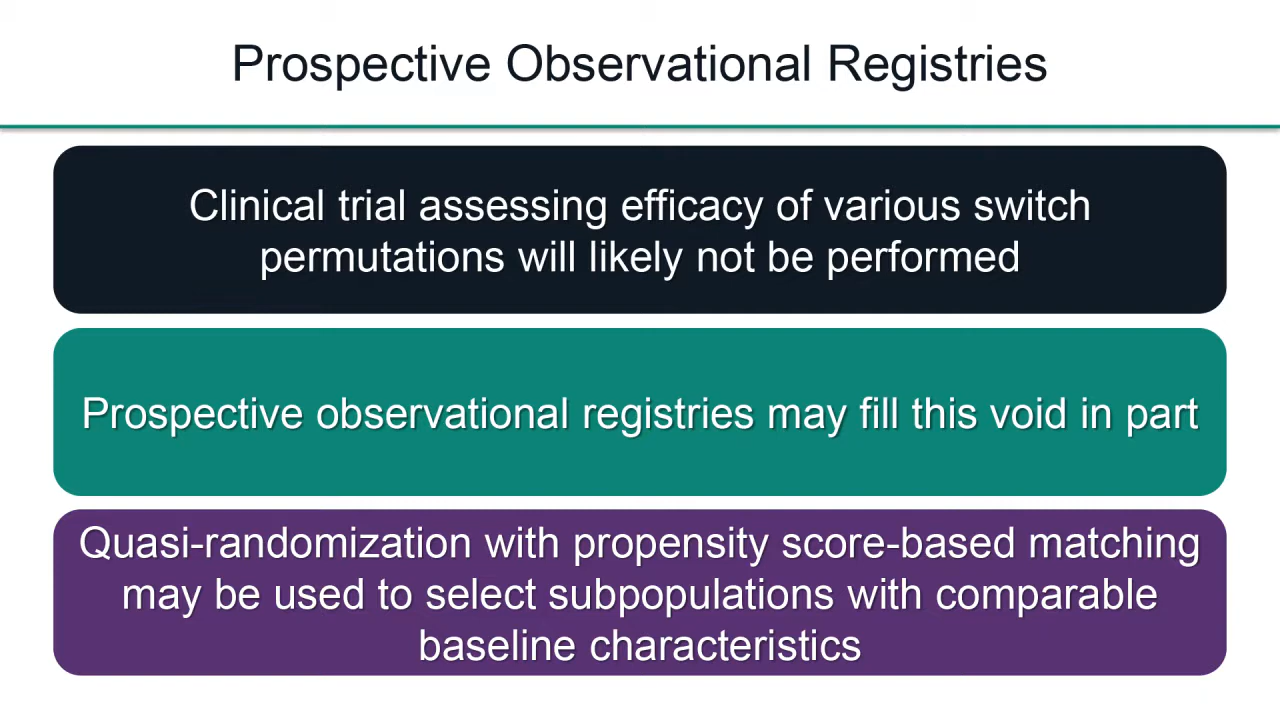 Prospective Observational Registries
Clinical trial assessing efficacy of various switch
permutations will likely not be performed
Prospective observational registries may fill this void in part
Quasi-randomization with propensity score-based matching
may be used to select subpopulations with comparable
baseline characteristics